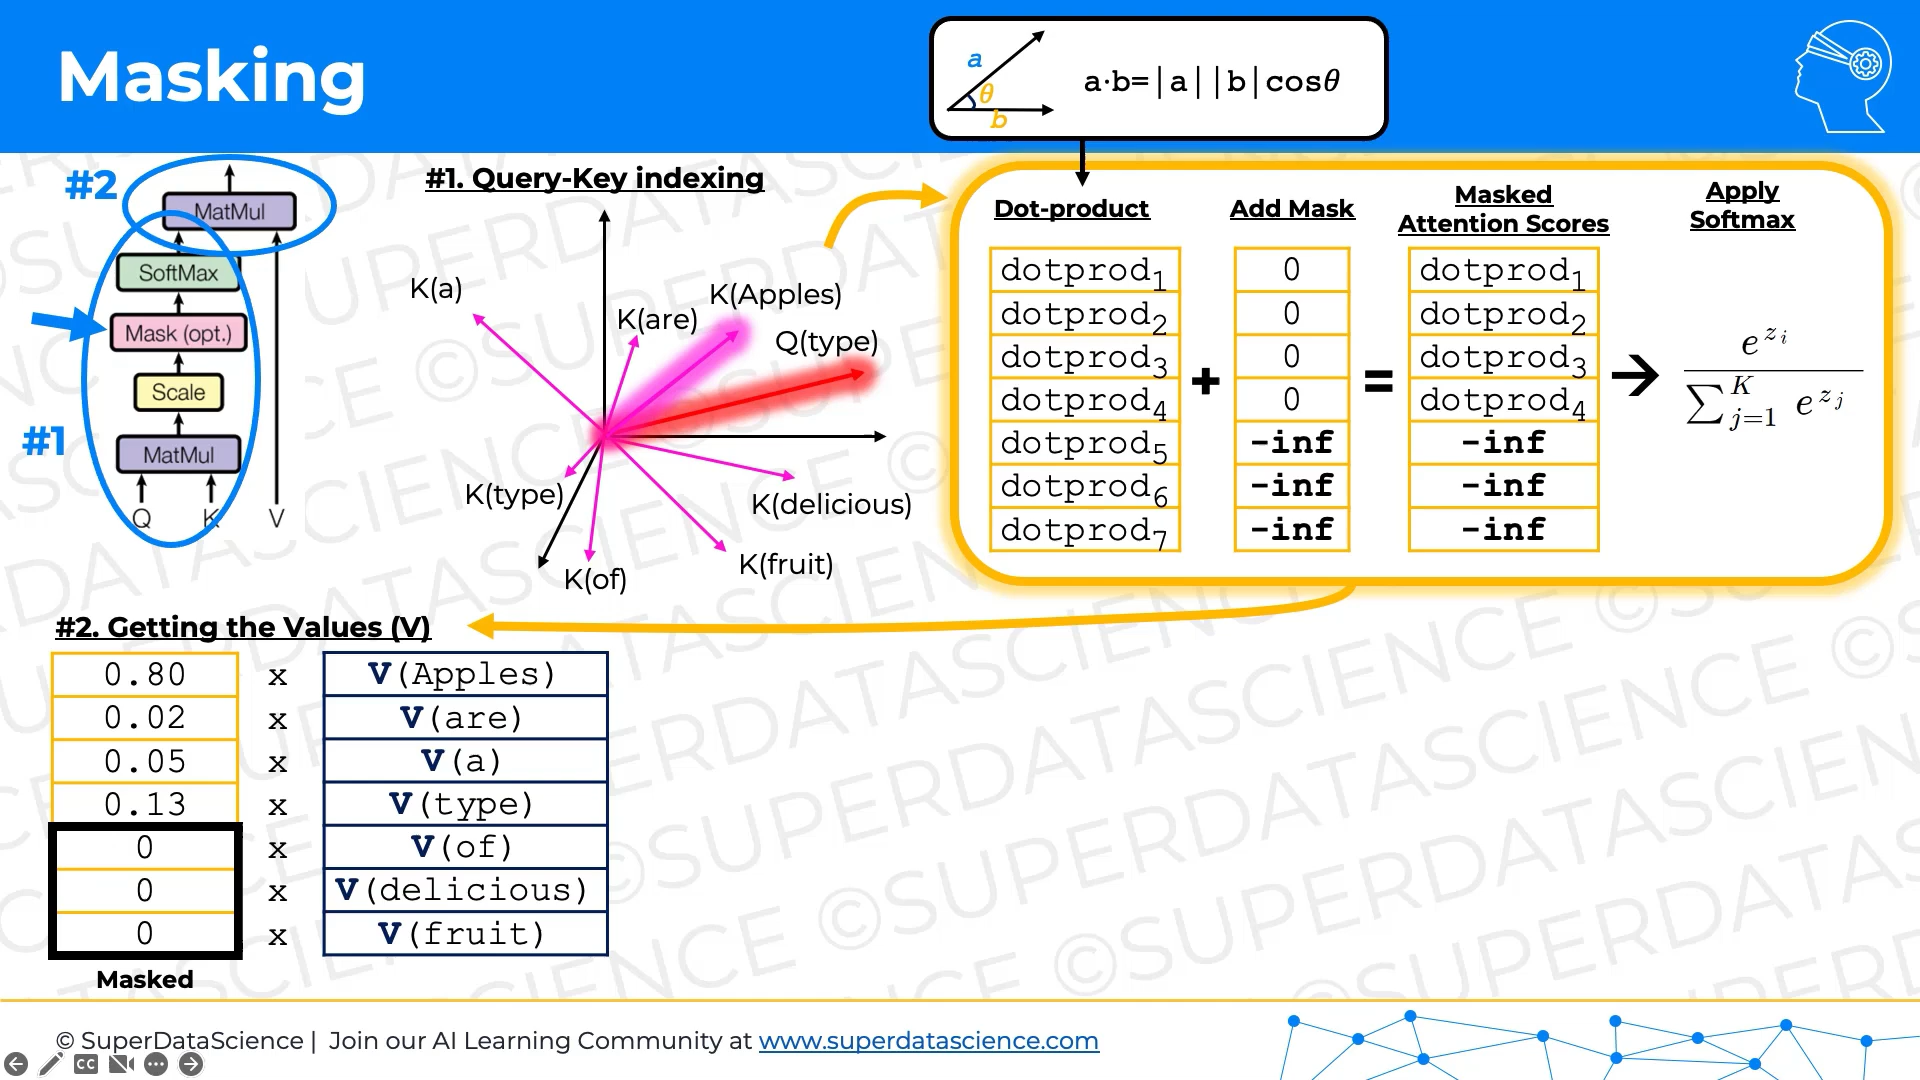 Masking
a
θ
b
a·b=|a||b|cosθ
#2
MatMul
SoftMax
Mask (opt.)
Scale
#1
MatMul
Q K V
#1. Query-Key indexing
K(a)
K(Apples)
K(are)
Q(type)
K(type)
K(delicious)
K(fruit)
K(of)
Dot-product Add Mask Masked Attention Scores Apply Softmax
dotprod1 0 dotprod1
dotprod2 0 dotprod2
dotprod3 0 dotprod3
dotprod4 0 dotprod4
dotprod5 -inf -inf
dotprod6 -inf -inf
dotprod7 -inf -inf
+ = →
e^{z_i}
∑_{j=1}^{K} e^{z_j}
#2. Getting the Values (V)
0.80 x V(Apples)
0.02 x V(are)
0.05 x V(a)
0.13 x V(type)
0 x V(of)
0 x V(delicious)
0 x V(fruit)
Masked
©SUPERDATASCIENCE
© SuperDataScience | Join our AI Learning Community at www.superdatascience.com
CC